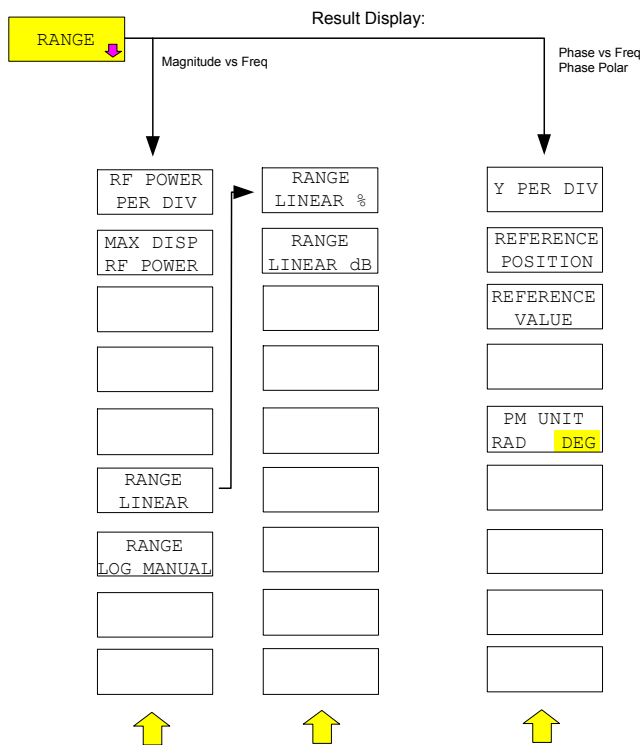 Result Display:
RANGE
Magnitude vs Freq
Phase vs Freq
Phase Polar
RF POWER
PER DIV
MAX DISP
RF POWER
RANGE
LINEAR
RANGE
LOG MANUAL
RANGE
LINEAR %
RANGE
LINEAR dB
Y PER DIV
REFERENCE
POSITION
REFERENCE
VALUE
PM UNIT
RAD DEG